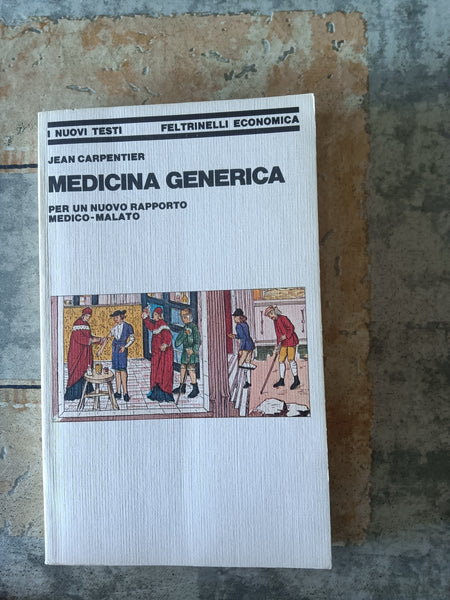 I NUOVI TESTI FELTRINELLI ECONOMICA
JEAN CARPENTIER
MEDICINA GENERICA
PER UN NUOVO RAPPORTO
MEDICO-MALATO